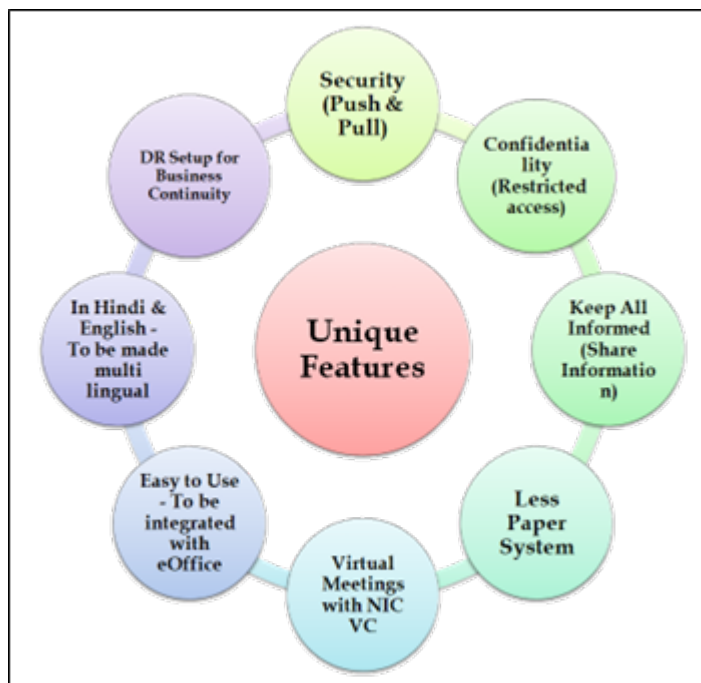 Security
(Push &
Pull)
Confidentia
lity
(Restricted
access)
Keep All
Informed
(Share
Informatio
n)
Less
Paper
System
Virtual
Meetings
with NIC
VC
Easy to Use
- To be
integrated
with
eOffice
In Hindi &
English -
To be made
multi
lingual
DR Setup for
Business
Continuity
Unique
Features